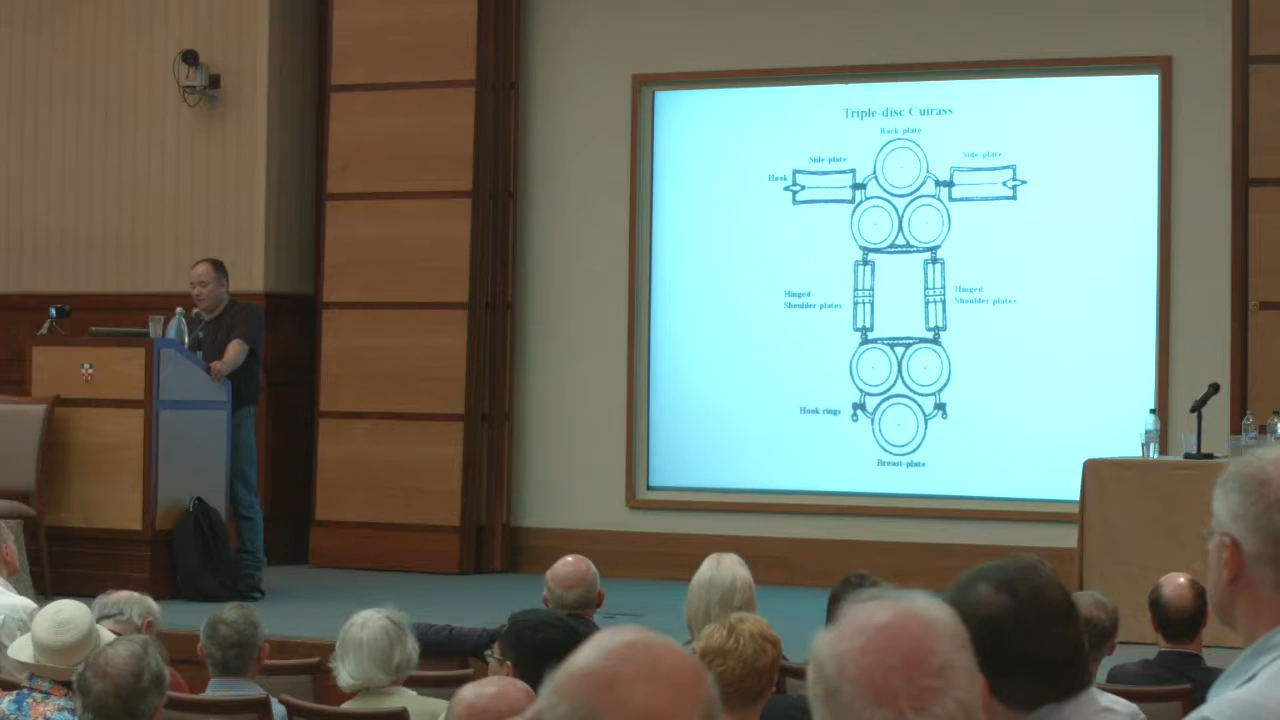 Triple-disc Cuirass
Back plate
Side plate
Side plate
Hook
Hinged
Shoulder plates
Hinged
Shoulder plates
Hook rings
Breast-plate